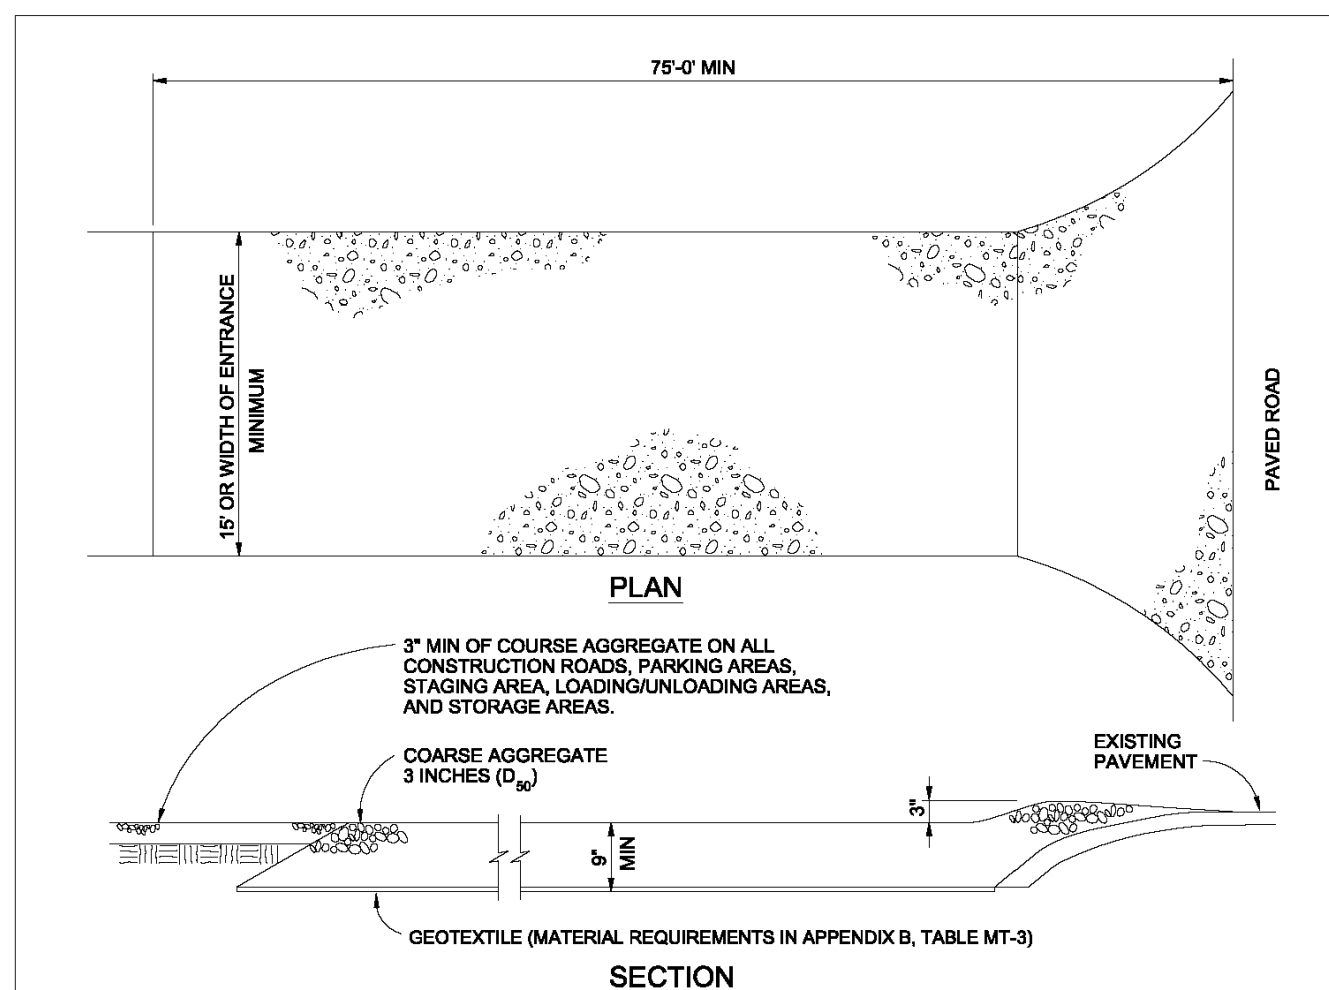 75'-0' MIN
15' OR WIDTH OF ENTRANCE
MINIMUM
PAVED ROAD
PLAN
3" MIN OF COURSE AGGREGATE ON ALL
CONSTRUCTION ROADS, PARKING AREAS,
STAGING AREA, LOADING/UNLOADING AREAS,
AND STORAGE AREAS.
COARSE AGGREGATE
3 INCHES (D50)
EXISTING
PAVEMENT
3"
9"
MIN
GEOTEXTILE (MATERIAL REQUIREMENTS IN APPENDIX B, TABLE MT-3)
SECTION